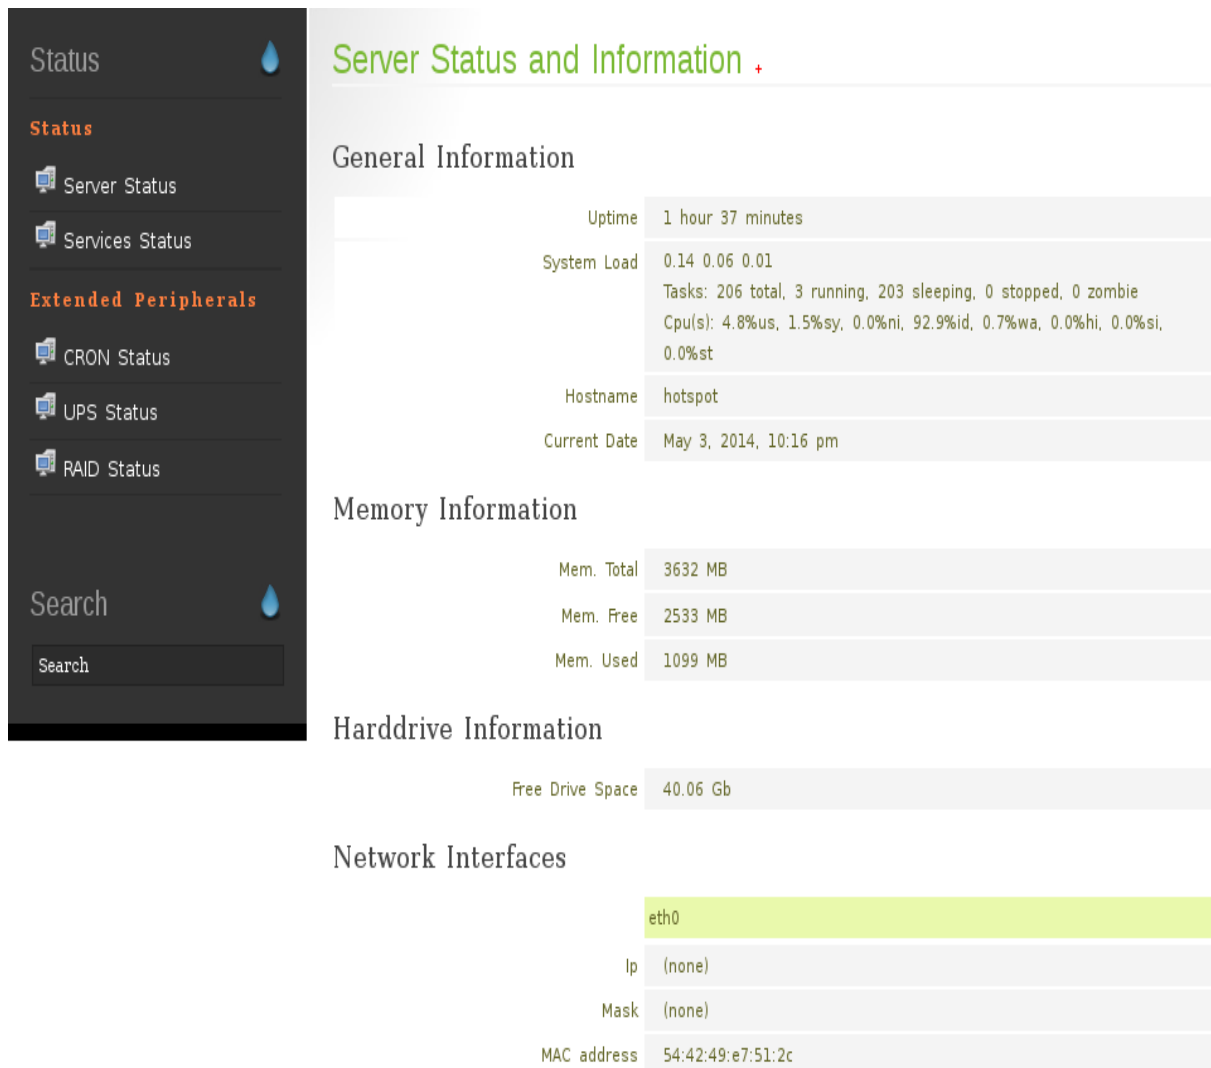 Status
Status
Server Status
Services Status
Extended Peripherals
CRON Status
UPS Status
RAID Status
Search
Search
Server Status and Information +
General Information
Uptime 1 hour 37 minutes
System Load 0.14 0.06 0.01
Tasks: 206 total, 3 running, 203 sleeping, 0 stopped, 0 zombie
Cpu(s): 4.8%us, 1.5%sy, 0.0%ni, 92.9%id, 0.7%wa, 0.0%hi, 0.0%si,
0.0%st
Hostname hotspot
Current Date May 3, 2014, 10:16 pm
Memory Information
Mem. Total 3632 MB
Mem. Free 2533 MB
Mem. Used 1099 MB
Harddrive Information
Free Drive Space 40.06 Gb
Network Interfaces
eth0
Ip (none)
Mask (none)
MAC address 54:42:49:e7:51:2c